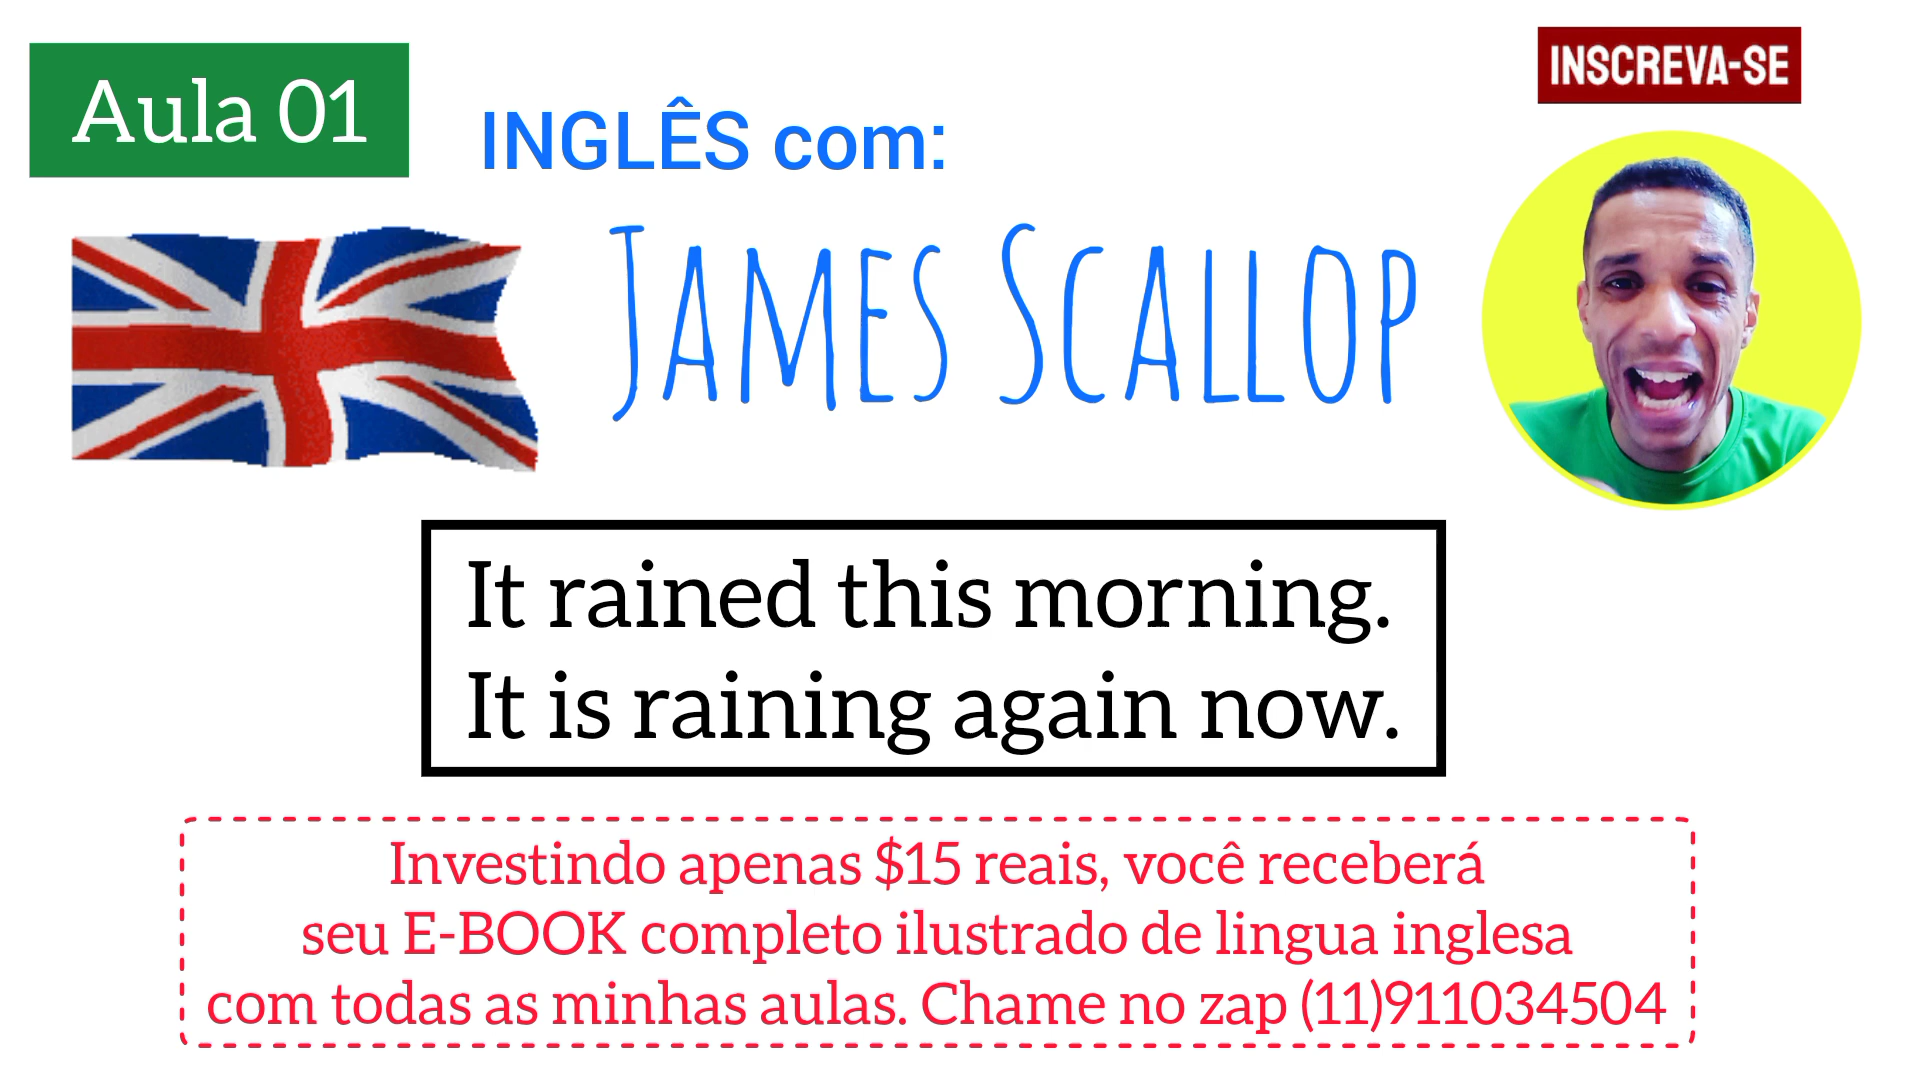 Aula 01
INGLÊS com:
INSCREVA-SE
JAMES SCALLOP
It rained this morning.
It is raining again now.
Investindo apenas $15 reais, você receberá
seu E-BOOK completo ilustrado de lingua inglesa
com todas as minhas aulas. Chame no zap (11)911034504